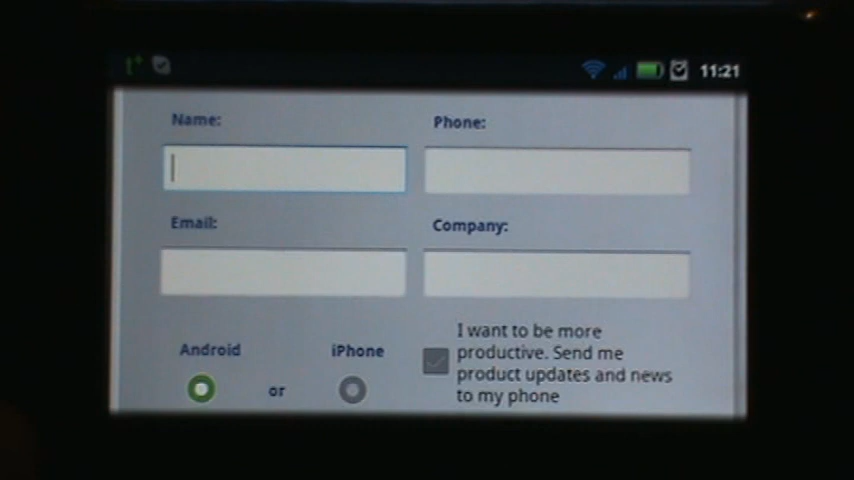 11:21
Name:
Phone:
Email:
Company:
Android
or
iPhone
I want to be more
productive. Send me
product updates and news
to my phone